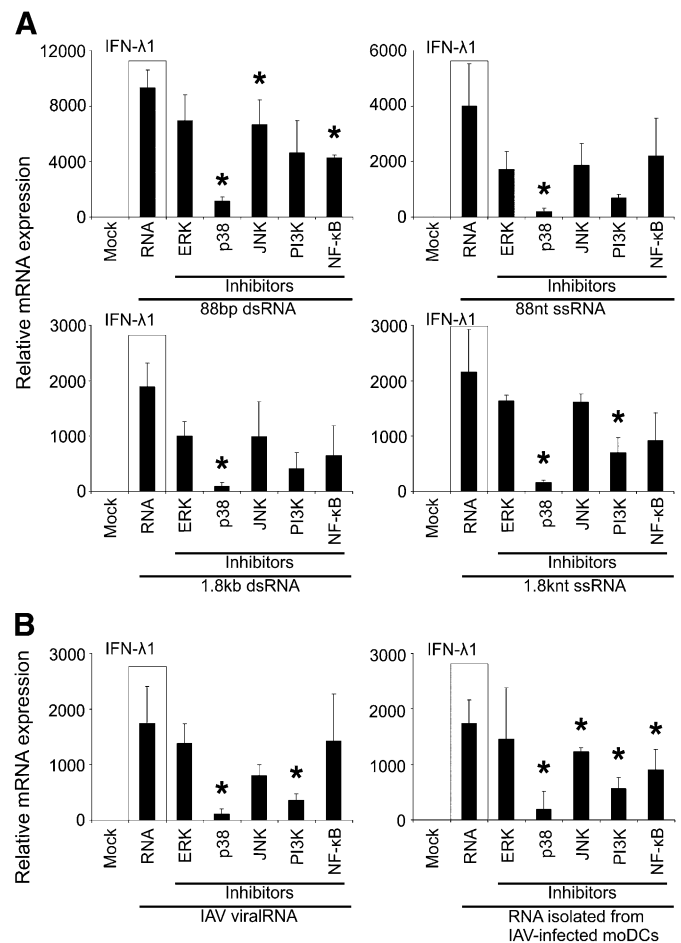 A
Relative mRNA expression
IFN-λ1
12000
9000
6000
4000
0
*
*
*
Mock
RNA
ERK
p38
JNK
PI3K
NF-κB
Inhibitors
88bp dsRNA
IFN-λ1
6000
4000
2000
0
*
Mock
RNA
ERK
p38
JNK
PI3K
NF-κB
Inhibitors
88nt ssRNA
IFN-λ1
3000
2000
1000
0
*
Mock
RNA
ERK
p38
JNK
PI3K
NF-κB
Inhibitors
1.8kb dsRNA
IFN-λ1
3000
2000
1000
0
*
*
Mock
RNA
ERK
p38
JNK
PI3K
NF-κB
Inhibitors
1.8knt ssRNA
B
Relative mRNA expression
IFN-λ1
3000
2000
1000
0
*
*
Mock
RNA
ERK
p38
JNK
PI3K
NF-κB
Inhibitors
IAV viralRNA
IFN-λ1
3000
2000
1000
0
*
*
*
*
Mock
RNA
ERK
p38
JNK
PI3K
NF-κB
Inhibitors
RNA isolated from
IAV-infected moDCs